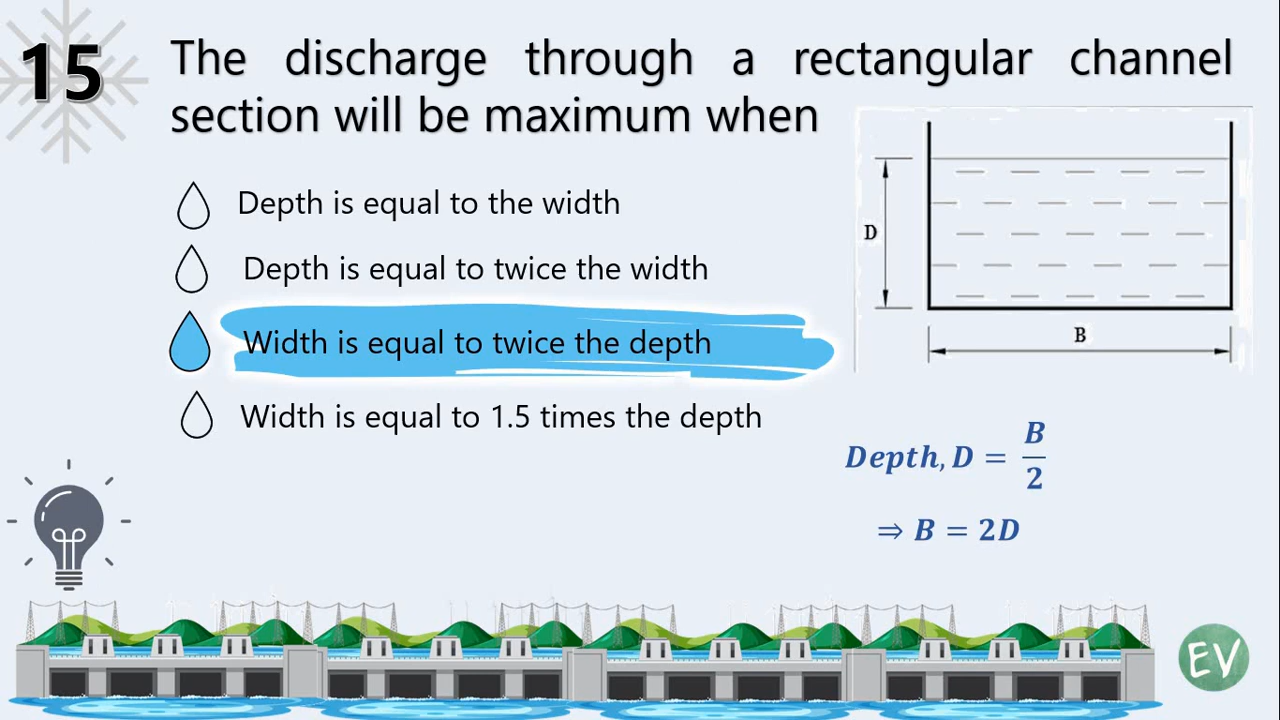 15
The discharge through a rectangular channel
section will be maximum when
Depth is equal to the width
Depth is equal to twice the width
Width is equal to twice the depth
Width is equal to 1.5 times the depth
D
B
Depth, D = B/2
⇒ B = 2D
EV